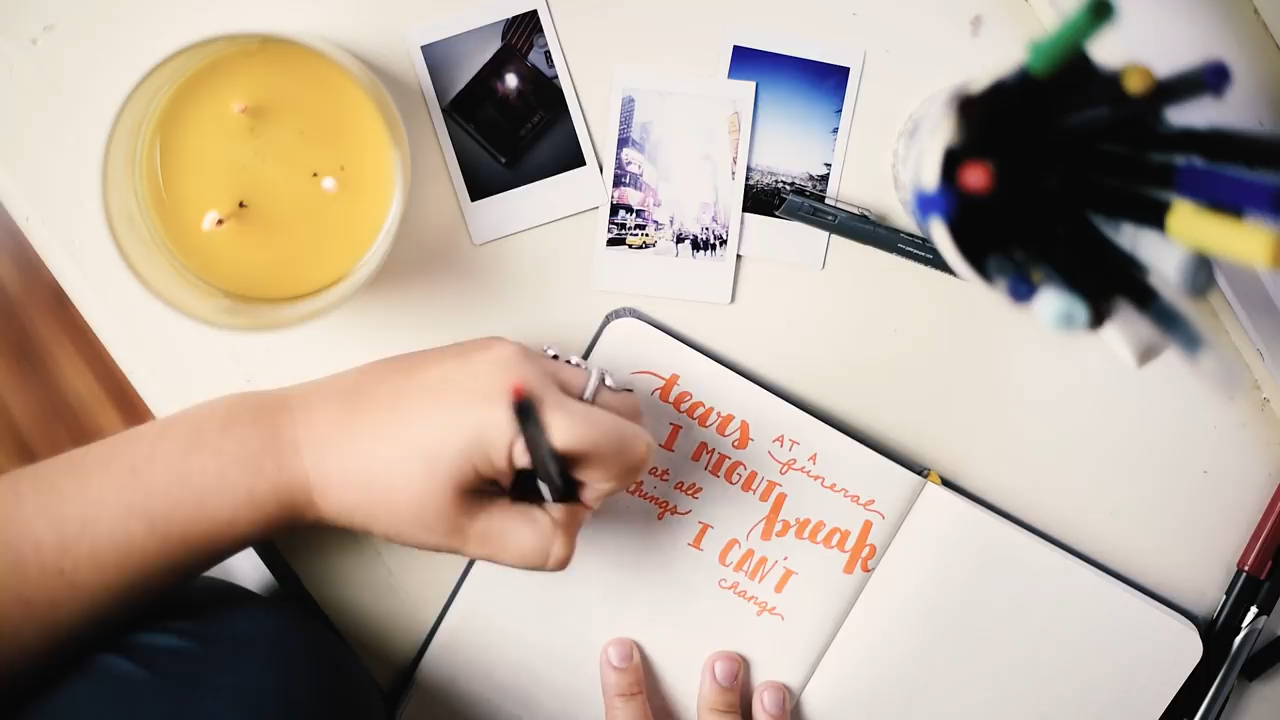 tears AT A funeral
I MIGHT break
at all things
I CAN'T
change